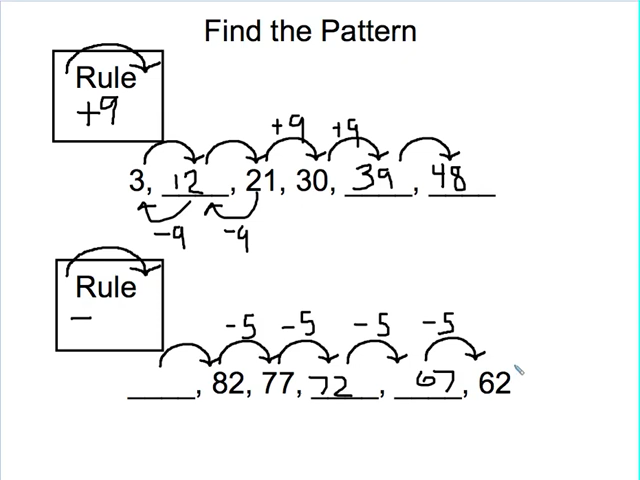 Find the Pattern
Rule
+9
+9 +9
3, 12, 21, 30, 39, 48
-9 -9
Rule
-
-5 -5 -5 -5
____, 82, 77, 72, 67, 62